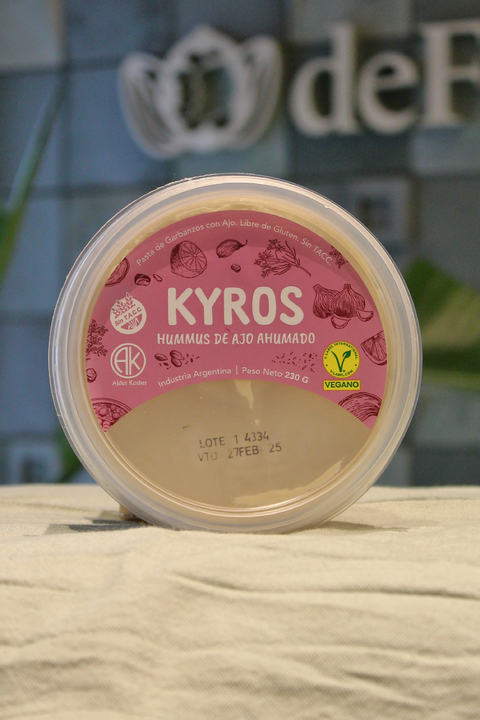 deF
Pasta de Garbanzos con Ajo. Libre de Gluten. Sin TACC.
Sin T.A.C.C.
KYROS
HUMMUS DE AJO AHUMADO
AK
Ajdut Kosher
Industria Argentina | Peso Neto 230 G
VEGANO
LOTE 1 4334
VTO 27FEB 25